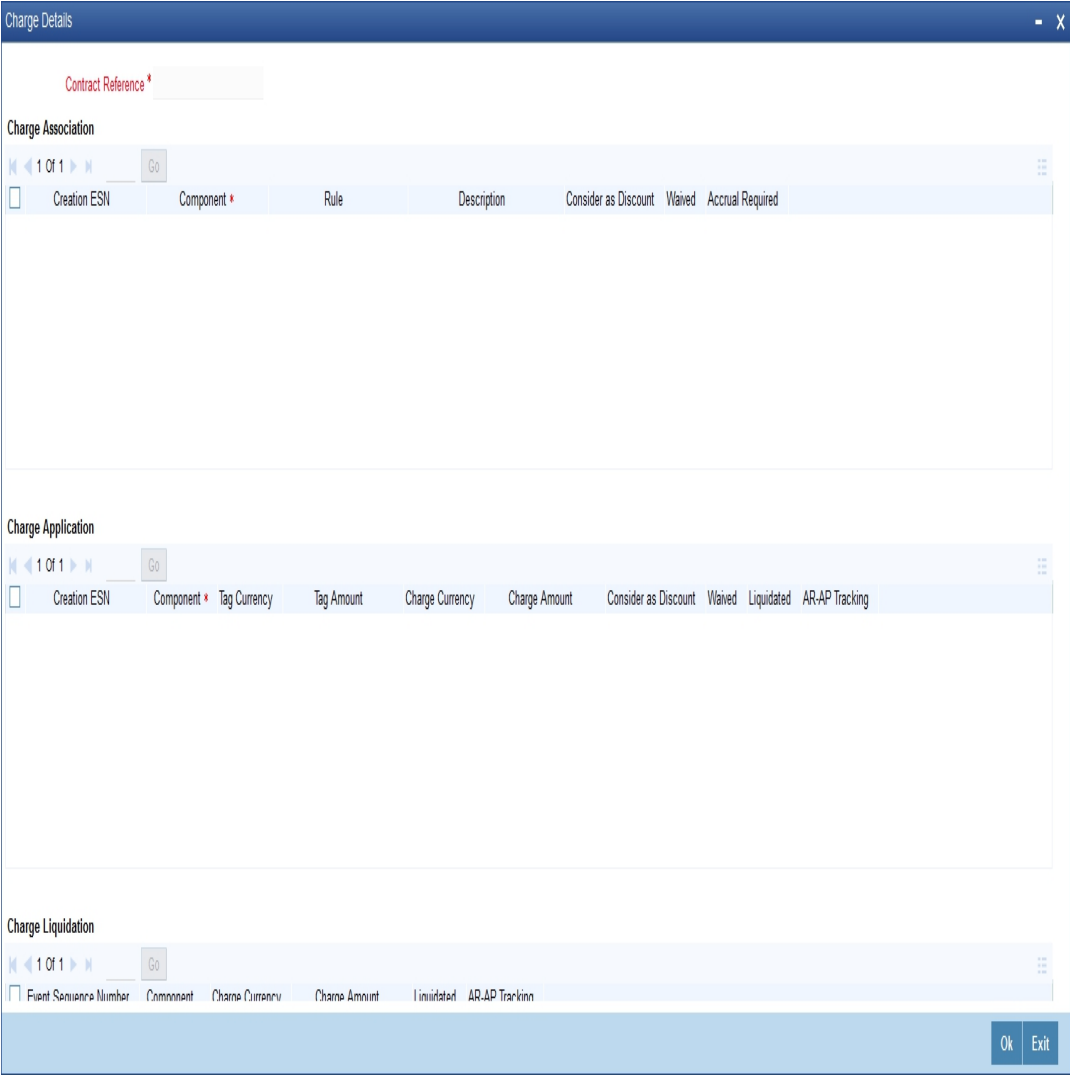 Charge Details - X
Contract Reference *
Charge Association
1 Of 1 Go
Creation ESN Component * Rule Description Consider as Discount Waived Accrual Required
Charge Application
1 Of 1 Go
Creation ESN Component * Tag Currency Tag Amount Charge Currency Charge Amount Consider as Discount Waived Liquidated AR-AP Tracking
Charge Liquidation
1 Of 1 Go
Event Sequence Number Component Charge Currency Charge Amount Liquidated AR-AP Tracking
Ok Exit